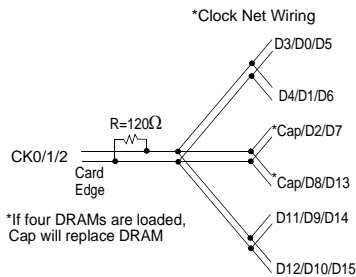 *Clock Net Wiring
D3/D0/D5
D4/D1/D6
R=120Ω
*Cap/D2/D7
CK0/1/2
Card
Edge
*Cap/D8/D13
*If four DRAMs are loaded,
Cap will replace DRAM
D11/D9/D14
D12/D10/D15